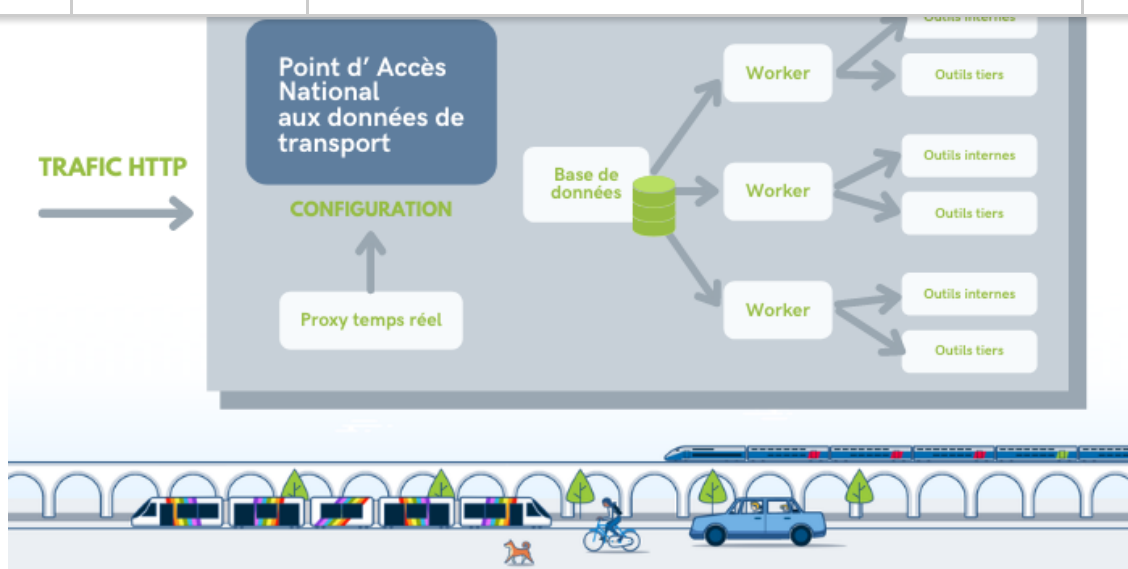 Outils internes
Point d' Accès
National
aux données de
transport
Worker
Outils tiers
TRAFIC HTTP
Base de
données
Worker
Outils internes
Outils tiers
CONFIGURATION
Proxy temps réel
Worker
Outils internes
Outils tiers